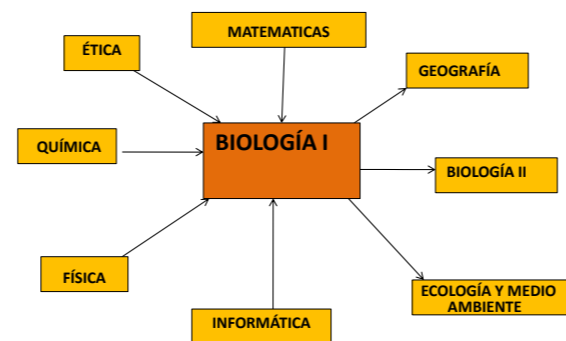 MATEMATICAS
ÉTICA
GEOGRAFÍA
BIOLOGÍA I
QUÍMICA
BIOLOGÍA II
FÍSICA
ECOLOGÍA Y MEDIO
AMBIENTE
INFORMÁTICA